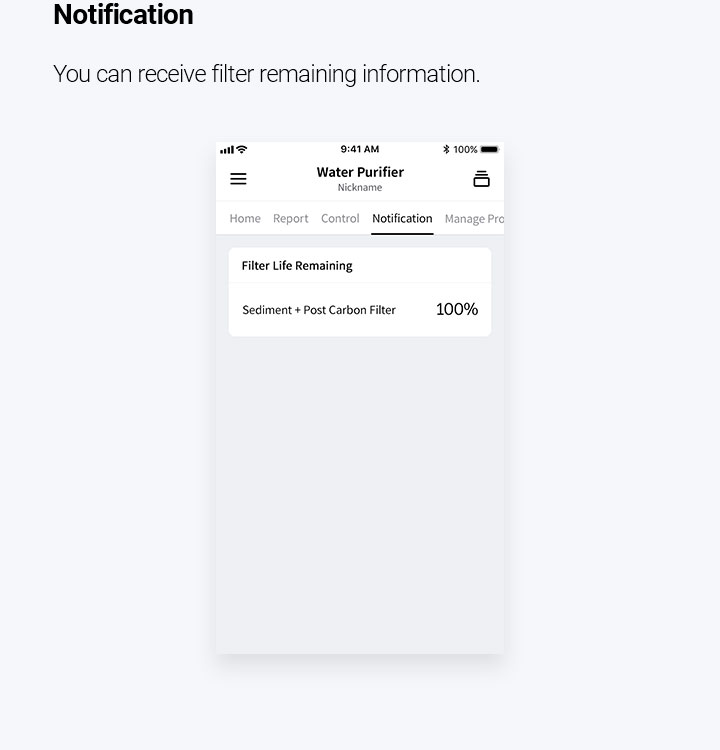 Notification
You can receive filter remaining information.
9:41 AM 100%
Water Purifier
Nickname
Home Report Control Notification Manage Pro
Filter Life Remaining
Sediment + Post Carbon Filter 100%